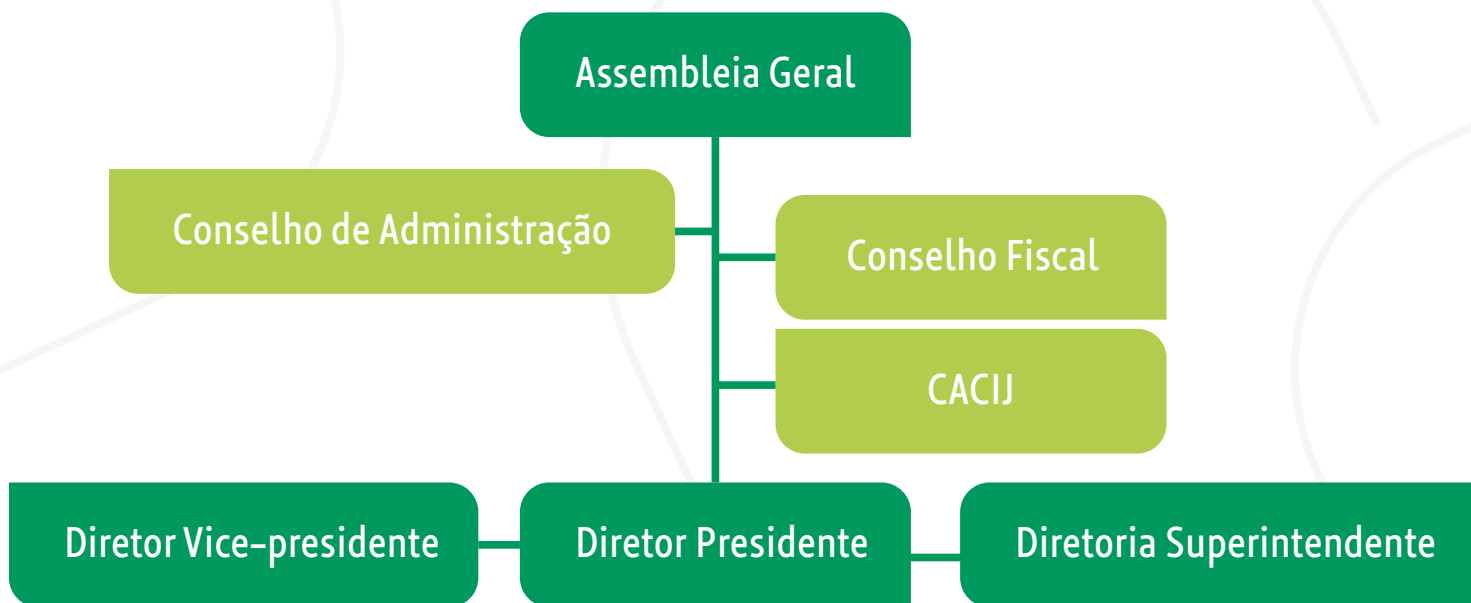 Assembleia Geral
Conselho de Administração
Conselho Fiscal
CACIJ
Diretor Vice-presidente
Diretor Presidente
Diretoria Superintendente